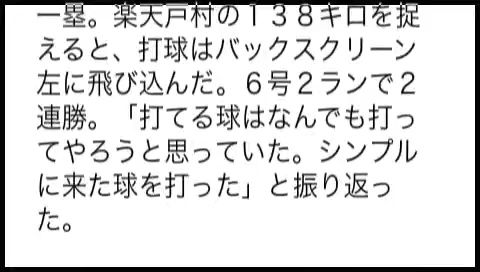 一塁。楽天戸村の１３８キロを捉
えると、打球はバックスクリーン
左に飛び込んだ。６号２ランで２
連勝。「打てる球はなんでも打っ
てやろうと思っていた。シンプル
に来た球を打った」と振り返っ
た。